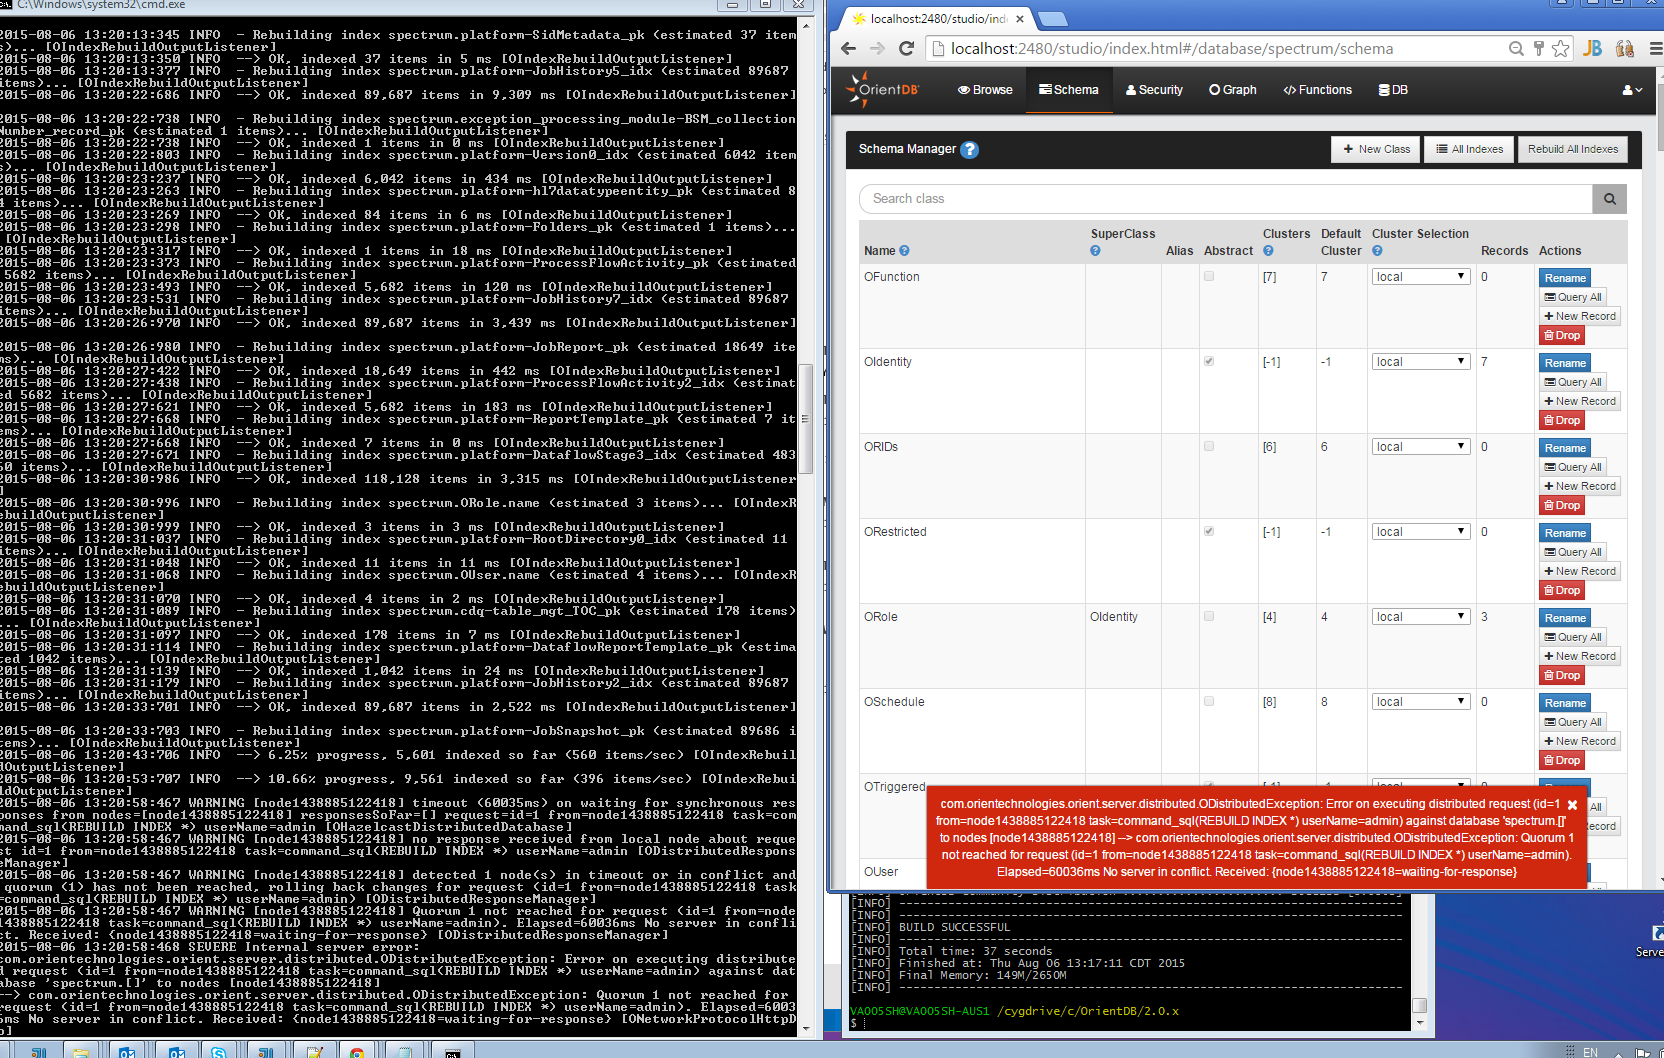 C:\Windows\system32\cmd.exe
2015-08-06 13:20:13:345 INFO  - Rebuilding index spectrum.platform-SidMetadata_pk (estimated 37 item
s)... [OIndexRebuildOutputListener]
2015-08-06 13:20:13:350 INFO  --> OK, indexed 37 items in 5 ms [OIndexRebuildOutputListener]
2015-08-06 13:20:13:377 INFO  - Rebuilding index spectrum.platform-JobHistory5_idx (estimated 89687
items)... [OIndexRebuildOutputListener]
2015-08-06 13:20:22:686 INFO  --> OK, indexed 89,687 items in 9,309 ms [OIndexRebuildOutputListener]
2015-08-06 13:20:22:738 INFO  - Rebuilding index spectrum.exception_processing_module-BSM_collection
Number_record_pk (estimated 1 items)... [OIndexRebuildOutputListener]
2015-08-06 13:20:22:738 INFO  --> OK, indexed 1 items in 0 ms [OIndexRebuildOutputListener]
2015-08-06 13:20:22:803 INFO  - Rebuilding index spectrum.platform-Version0_idx (estimated 6042 item
s)... [OIndexRebuildOutputListener]
2015-08-06 13:20:23:237 INFO  --> OK, indexed 6,042 items in 434 ms [OIndexRebuildOutputListener]
2015-08-06 13:20:23:263 INFO  - Rebuilding index spectrum.platform-hl7datatypeentity_pk (estimated 8
4 items)... [OIndexRebuildOutputListener]
2015-08-06 13:20:23:269 INFO  --> OK, indexed 84 items in 6 ms [OIndexRebuildOutputListener]
2015-08-06 13:20:23:298 INFO  - Rebuilding index spectrum.platform-Folders_pk (estimated 1 items)...
[OIndexRebuildOutputListener]
2015-08-06 13:20:23:317 INFO  --> OK, indexed 1 items in 18 ms [OIndexRebuildOutputListener]
2015-08-06 13:20:23:373 INFO  - Rebuilding index spectrum.platform-ProcessFlowActivity_pk (estimated
5682 items)... [OIndexRebuildOutputListener]
2015-08-06 13:20:23:493 INFO  --> OK, indexed 5,682 items in 120 ms [OIndexRebuildOutputListener]
2015-08-06 13:20:23:531 INFO  - Rebuilding index spectrum.platform-JobHistory7_idx (estimated 89687
items)... [OIndexRebuildOutputListener]
2015-08-06 13:20:26:970 INFO  --> OK, indexed 89,687 items in 3,439 ms [OIndexRebuildOutputListener]
2015-08-06 13:20:26:980 INFO  - Rebuilding index spectrum.platform-JobReport_pk (estimated 18649 ite
ms)... [OIndexRebuildOutputListener]
2015-08-06 13:20:27:422 INFO  --> OK, indexed 18,649 items in 442 ms [OIndexRebuildOutputListener]
2015-08-06 13:20:27:438 INFO  - Rebuilding index spectrum.platform-ProcessFlowActivity2_idx (estimat
ed 5682 items)... [OIndexRebuildOutputListener]
2015-08-06 13:20:27:621 INFO  --> OK, indexed 5,682 items in 183 ms [OIndexRebuildOutputListener]
2015-08-06 13:20:27:668 INFO  - Rebuilding index spectrum.platform-ReportTemplate_pk (estimated 7 it
ems)... [OIndexRebuildOutputListener]
2015-08-06 13:20:27:668 INFO  --> OK, indexed 7 items in 0 ms [OIndexRebuildOutputListener]
2015-08-06 13:20:27:671 INFO  - Rebuilding index spectrum.platform-DataflowStage3_idx (estimated 483
50 items)... [OIndexRebuildOutputListener]
2015-08-06 13:20:30:986 INFO  --> OK, indexed 118,128 items in 3,315 ms [OIndexRebuildOutputListener
]
2015-08-06 13:20:30:996 INFO  - Rebuilding index spectrum.ORole.name (estimated 3 items)... [OIndexR
ebuildOutputListener]
2015-08-06 13:20:30:999 INFO  --> OK, indexed 3 items in 3 ms [OIndexRebuildOutputListener]
2015-08-06 13:20:31:037 INFO  - Rebuilding index spectrum.platform-RootDirectory0_idx (estimated 11
items)... [OIndexRebuildOutputListener]
2015-08-06 13:20:31:048 INFO  --> OK, indexed 11 items in 11 ms [OIndexRebuildOutputListener]
2015-08-06 13:20:31:068 INFO  - Rebuilding index spectrum.OUser.name (estimated 4 items)... [OIndexR
ebuildOutputListener]
2015-08-06 13:20:31:070 INFO  --> OK, indexed 4 items in 2 ms [OIndexRebuildOutputListener]
2015-08-06 13:20:31:089 INFO  - Rebuilding index spectrum.cdq-table_mgt_TOC_pk (estimated 178 items)
... [OIndexRebuildOutputListener]
2015-08-06 13:20:31:097 INFO  --> OK, indexed 178 items in 7 ms [OIndexRebuildOutputListener]
2015-08-06 13:20:31:114 INFO  - Rebuilding index spectrum.platform-DataflowReportTemplate_pk (estima
ted 1042 items)... [OIndexRebuildOutputListener]
2015-08-06 13:20:31:139 INFO  --> OK, indexed 1,042 items in 24 ms [OIndexRebuildOutputListener]
2015-08-06 13:20:31:179 INFO  - Rebuilding index spectrum.platform-JobHistory2_idx (estimated 89687
items)... [OIndexRebuildOutputListener]
2015-08-06 13:20:33:701 INFO  --> OK, indexed 89,687 items in 2,522 ms [OIndexRebuildOutputListener]
2015-08-06 13:20:33:703 INFO  - Rebuilding index spectrum.platform-JobSnapshot_pk (estimated 89686 i
tems)... [OIndexRebuildOutputListener]
2015-08-06 13:20:43:706 INFO  --> 6.25% progress, 5,601 indexed so far (560 items/sec) [OIndexRebuil
dOutputListener]
2015-08-06 13:20:53:707 INFO  --> 10.66% progress, 9,561 indexed so far (396 items/sec) [OIndexRebui
ldOutputListener]
2015-08-06 13:20:58:467 WARNING [node1438885122418] timeout (60035ms) on waiting for synchronous res
ponses from nodes=[node1438885122418] responsesSoFar=[] request=id=1 from=node1438885122418 task=com
mand_sql(REBUILD INDEX *) userName=admin [OHazelcastDistributedDatabase]
2015-08-06 13:20:58:467 WARNING [node1438885122418] no response received from local node about reque
st id=1 from=node1438885122418 task=command_sql(REBUILD INDEX *) userName=admin [ODistributedRespons
eManager]
2015-08-06 13:20:58:467 WARNING [node1438885122418] detected 1 node(s) in timeout or in conflict and
quorum (1) has not been reached, rolling back changes for request (id=1 from=node1438885122418 task
=command_sql(REBUILD INDEX *) userName=admin) [ODistributedResponseManager]
2015-08-06 13:20:58:467 WARNING [node1438885122418] Quorum 1 not reached for request (id=1 from=node
1438885122418 task=command_sql(REBUILD INDEX *) userName=admin). Elapsed=60036ms No server in confli
ct. Received: {node1438885122418=waiting-for-response} [ODistributedResponseManager]
2015-08-06 13:20:58:468 SEVERE Internal server error:
com.orientechnologies.orient.server.distributed.ODistributedException: Error on executing distribute
d request (id=1 from=node1438885122418 task=command_sql(REBUILD INDEX *) userName=admin) against dat
abase 'spectrum.[]' to nodes [node1438885122418]
--> com.orientechnologies.orient.server.distributed.ODistributedException: Quorum 1 not reached for
request (id=1 from=node1438885122418 task=command_sql(REBUILD INDEX *) userName=admin). Elapsed=6003
6ms No server in conflict. Received: {node1438885122418=waiting-for-response} [ONetworkProtocolHttpD
b]
localhost:2480/studio/ind
localhost:2480/studio/index.html#/database/spectrum/schema
JB
OrientDB Browse Schema Security Graph Functions DB
Schema Manager ? New Class All Indexes Rebuild All Indexes
Search class
Name SuperClass Alias Abstract Clusters Default Cluster Cluster Selection Records Actions
OFunction [7] 7 local 0 Rename
Query All
New Record
Drop
OIdentity [-1] -1 local 7 Rename
Query All
New Record
Drop
ORIDs [6] 6 local 0 Rename
Query All
New Record
Drop
ORestricted [-1] -1 local 0 Rename
Query All
New Record
Drop
ORole OIdentity [4] 4 local 3 Rename
Query All
New Record
Drop
OSchedule [8] 8 local 0 Rename
Query All
New Record
Drop
OTriggered
All
cord
OUser
com.orientechnologies.orient.server.distributed.ODistributedException: Error on executing distributed request (id=1
from=node1438885122418 task=command_sql(REBUILD INDEX *) userName=admin) against database 'spectrum.[]'
to nodes [node1438885122418] --> com.orientechnologies.orient.server.distributed.ODistributedException: Quorum 1
not reached for request (id=1 from=node1438885122418 task=command_sql(REBUILD INDEX *) userName=admin).
Elapsed=60036ms No server in conflict. Received: {node1438885122418=waiting-for-response}
[INFO] ------------------------------------------------------------------------
[INFO] ------------------------------------------------------------------------
[INFO] BUILD SUCCESSFUL
[INFO] ------------------------------------------------------------------------
[INFO] Total time: 37 seconds
[INFO] Finished at: Thu Aug 06 13:17:11 CDT 2015
[INFO] Final Memory: 149M/2650M
[INFO] ------------------------------------------------------------------------
VA005SH@VA005SH-AUS1 /cygdrive/c/OrientDB/2.0.x
$
Serve
EN